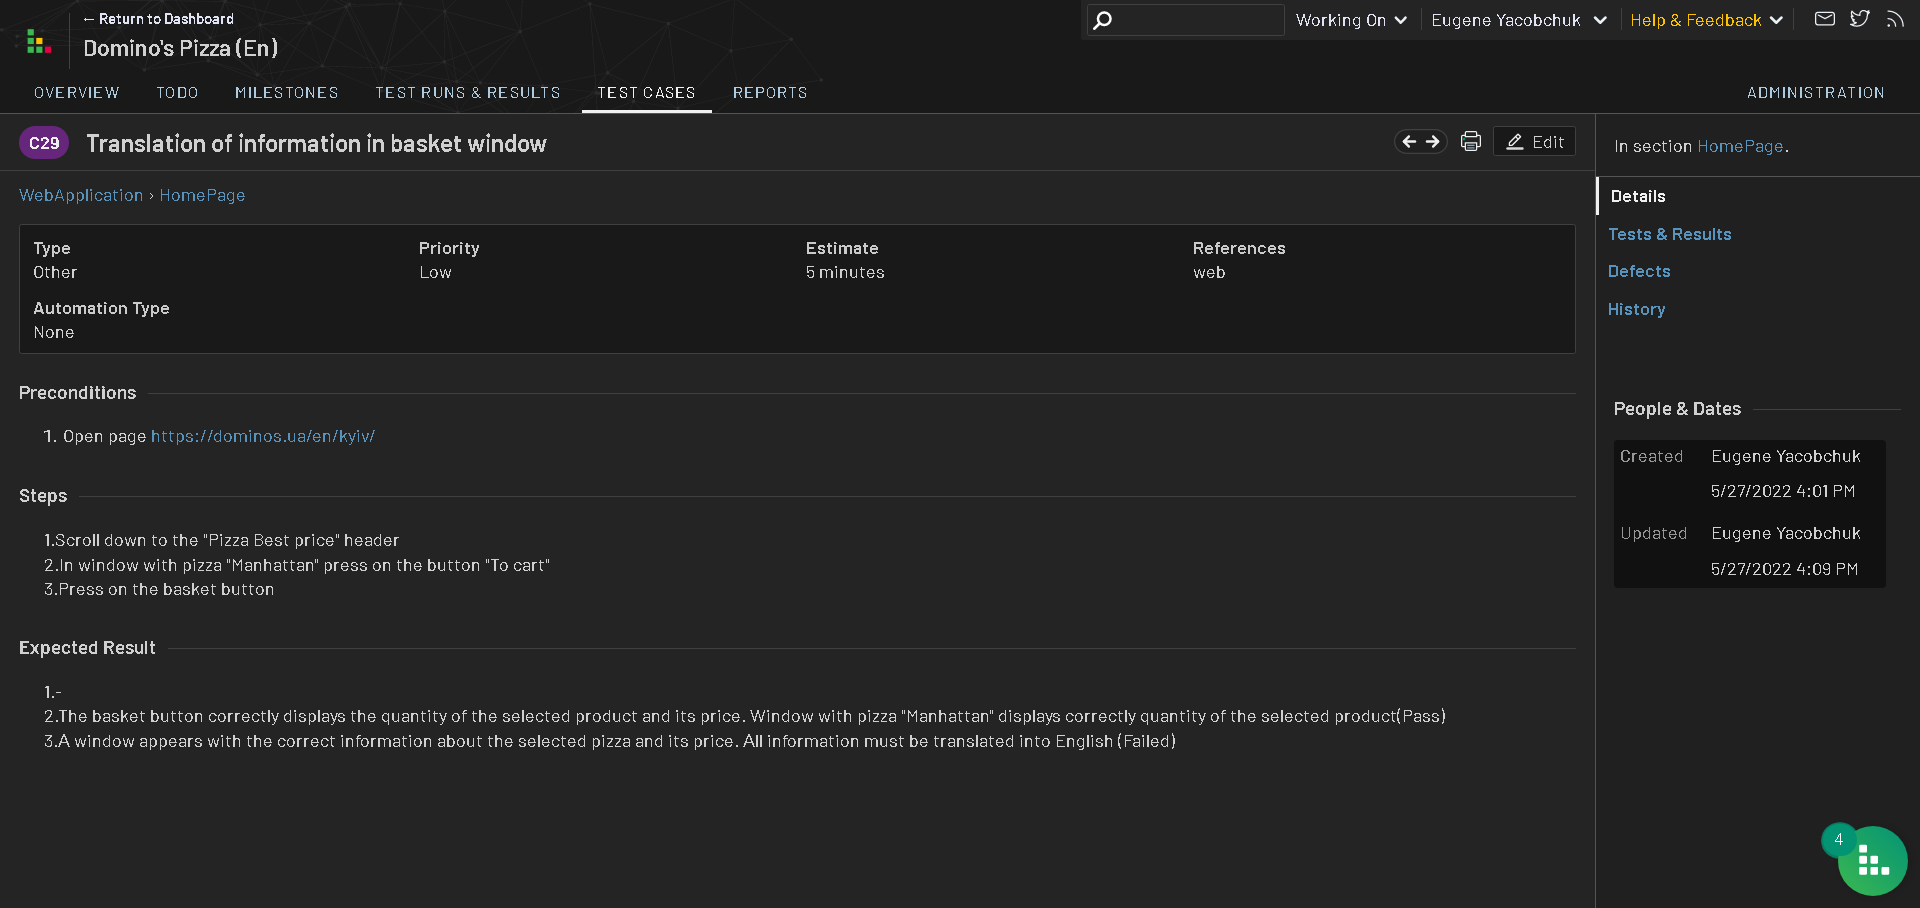 ← Return to Dashboard
Domino's Pizza (En)
Working On
Eugene Yacobchuk
Help & Feedback
OVERVIEW
TODO
MILESTONES
TEST RUNS & RESULTS
TEST CASES
REPORTS
ADMINISTRATION
C29
Translation of information in basket window
Edit
WebApplication › HomePage
Type
Other
Priority
Low
Estimate
5 minutes
References
web
Automation Type
None
Preconditions
1. Open page https://dominos.ua/en/kyiv/
Steps
1.Scroll down to the "Pizza Best price" header
2.In window with pizza "Manhattan" press on the button "To cart"
3.Press on the basket button
Expected Result
1.-
2.The basket button correctly displays the quantity of the selected product and its price. Window with pizza "Manhattan" displays correctly quantity of the selected product(Pass)
3.A window appears with the correct information about the selected pizza and its price. All information must be translated into English (Failed)
In section HomePage.
Details
Tests & Results
Defects
History
People & Dates
Created Eugene Yacobchuk
5/27/2022 4:01 PM
Updated Eugene Yacobchuk
5/27/2022 4:09 PM
4